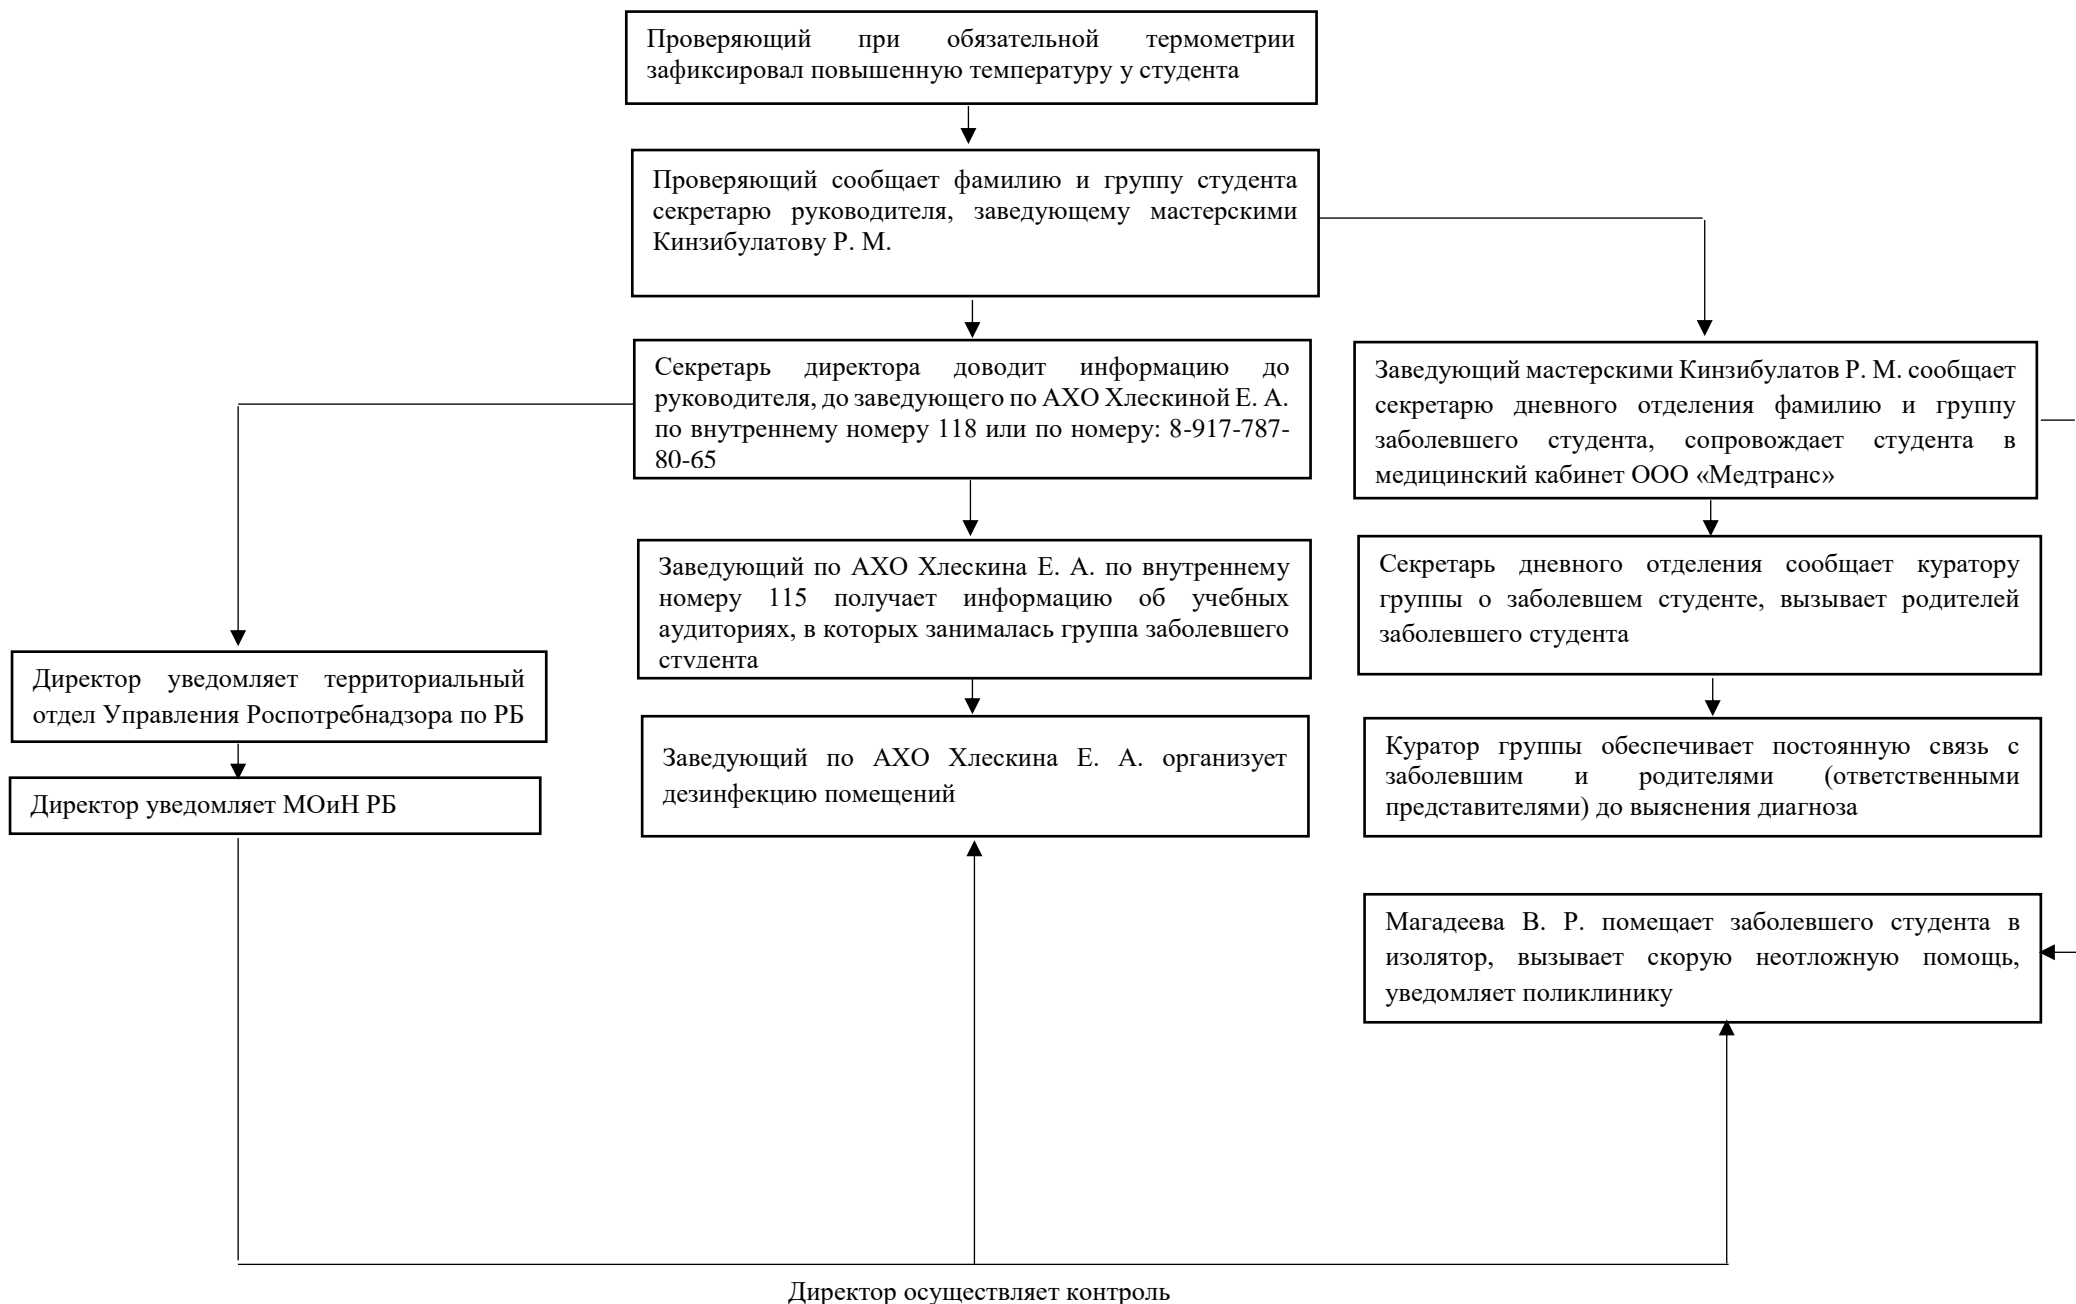 Проверяющий при обязательной термометрии
зафиксировал повышенную температуру у студента
Проверяющий сообщает фамилию и группу студента
секретарю руководителя, заведующему мастерскими
Кинзибулатову Р. М.
Секретарь директора доводит информацию до
руководителя, до заведующего по АХО Хлескиной Е. А.
по внутреннему номеру 118 или по номеру: 8-917-787-
80-65
Заведующий мастерскими Кинзибулатов Р. М. сообщает
секретарю дневного отделения фамилию и группу
заболевшего студента, сопровождает студента в
медицинский кабинет ООО «Медтранс»
Заведующий по АХО Хлескина Е. А. по внутреннему
номеру 115 получает информацию об учебных
аудиториях, в которых занималась группа заболевшего
студента
Секретарь дневного отделения сообщает куратору
группы о заболевшем студенте, вызывает родителей
заболевшего студента
Директор уведомляет территориальный
отдел Управления Роспотребнадзора по РБ
Директор уведомляет МОиН РБ
Заведующий по АХО Хлескина Е. А. организует
дезинфекцию помещений
Куратор группы обеспечивает постоянную связь с
заболевшим и родителями (ответственными
представителями) до выяснения диагноза
Магадеева В. Р. помещает заболевшего студента в
изолятор, вызывает скорую неотложную помощь,
уведомляет поликлинику
Директор осуществляет контроль